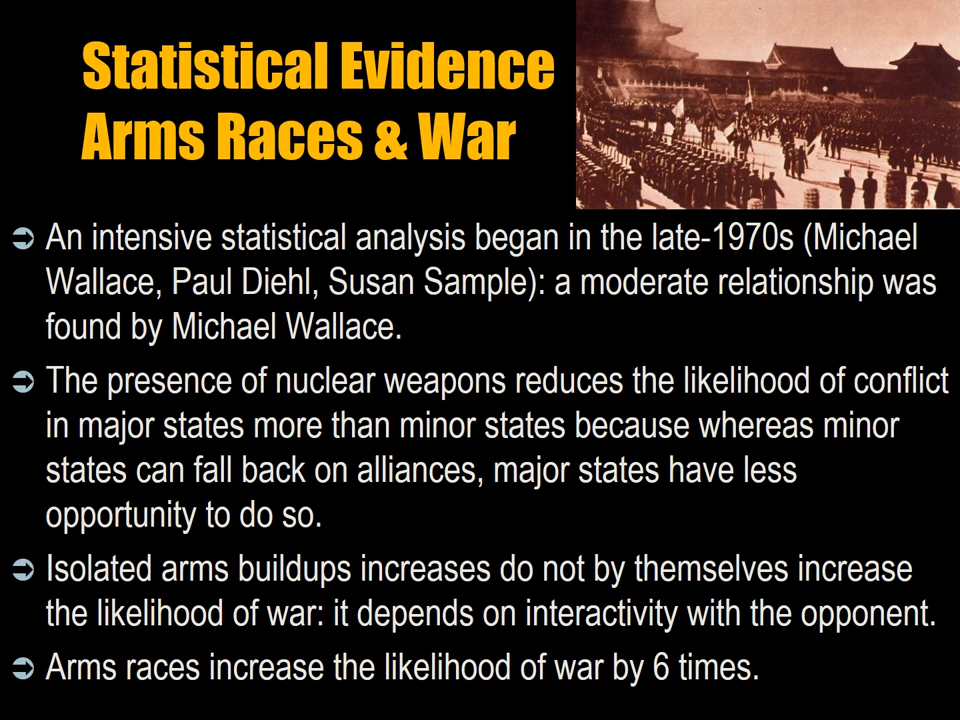 Statistical Evidence
Arms Races & War
An intensive statistical analysis began in the late-1970s (Michael
Wallace, Paul Diehl, Susan Sample): a moderate relationship was
found by Michael Wallace.
The presence of nuclear weapons reduces the likelihood of conflict
in major states more than minor states because whereas minor
states can fall back on alliances, major states have less
opportunity to do so.
Isolated arms buildups increases do not by themselves increase
the likelihood of war: it depends on interactivity with the opponent.
Arms races increase the likelihood of war by 6 times.